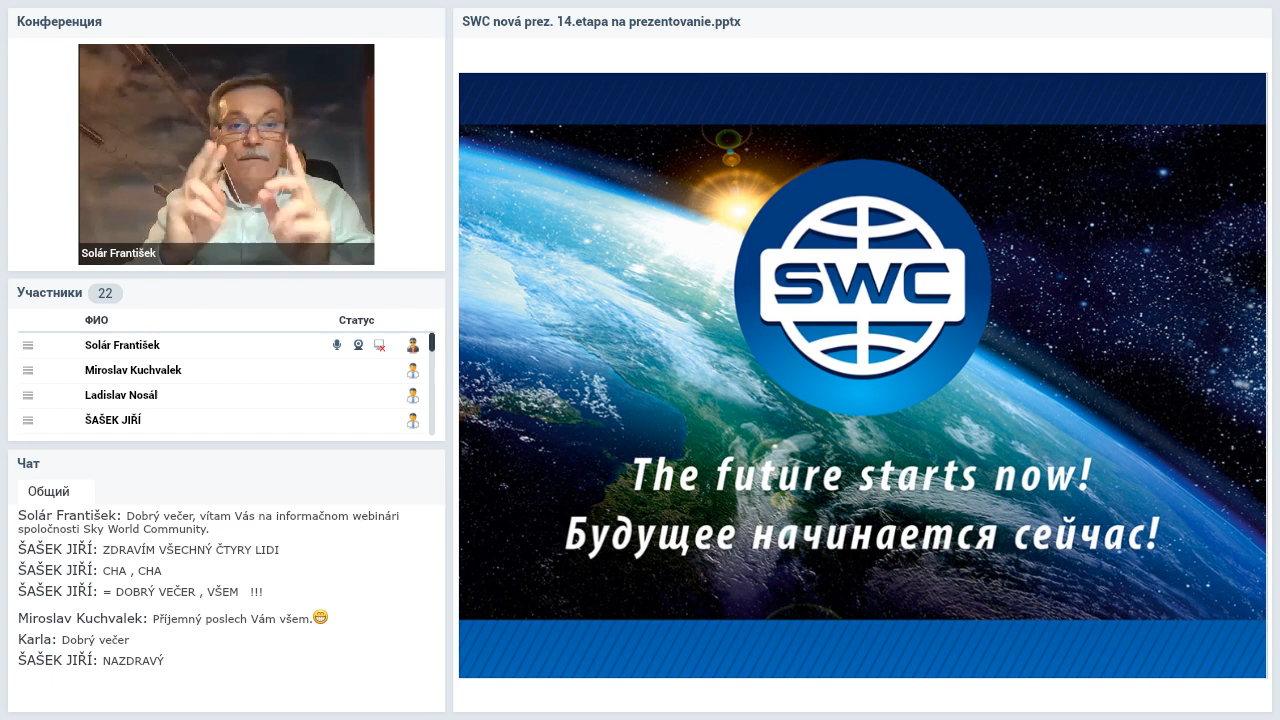 Конференция
Solár František
Участники 22
ФИО Статус
Solár František
Miroslav Kuchvalek
Ladislav Nosál
ŠAŠEK JIŘÍ
Чат
Общий
Solár František: Dobrý večer, vítam Vás na informačnom webinári
spoločnosti Sky World Community.
ŠAŠEK JIŘÍ: ZDRAVÍM VŠECHNÝ ČTYRY LIDI
ŠAŠEK JIŘÍ: CHA , CHA
ŠAŠEK JIŘÍ: = DOBRÝ VEČER , VŠEM !!!
Miroslav Kuchvalek: Příjemný poslech Vám všem.
Karla: Dobrý večer
ŠAŠEK JIŘÍ: NAZDRAVÝ
SWC nová prez. 14.etapa na prezentovanie.pptx
SWC
The future starts now!
Будущее начинается сейчас!